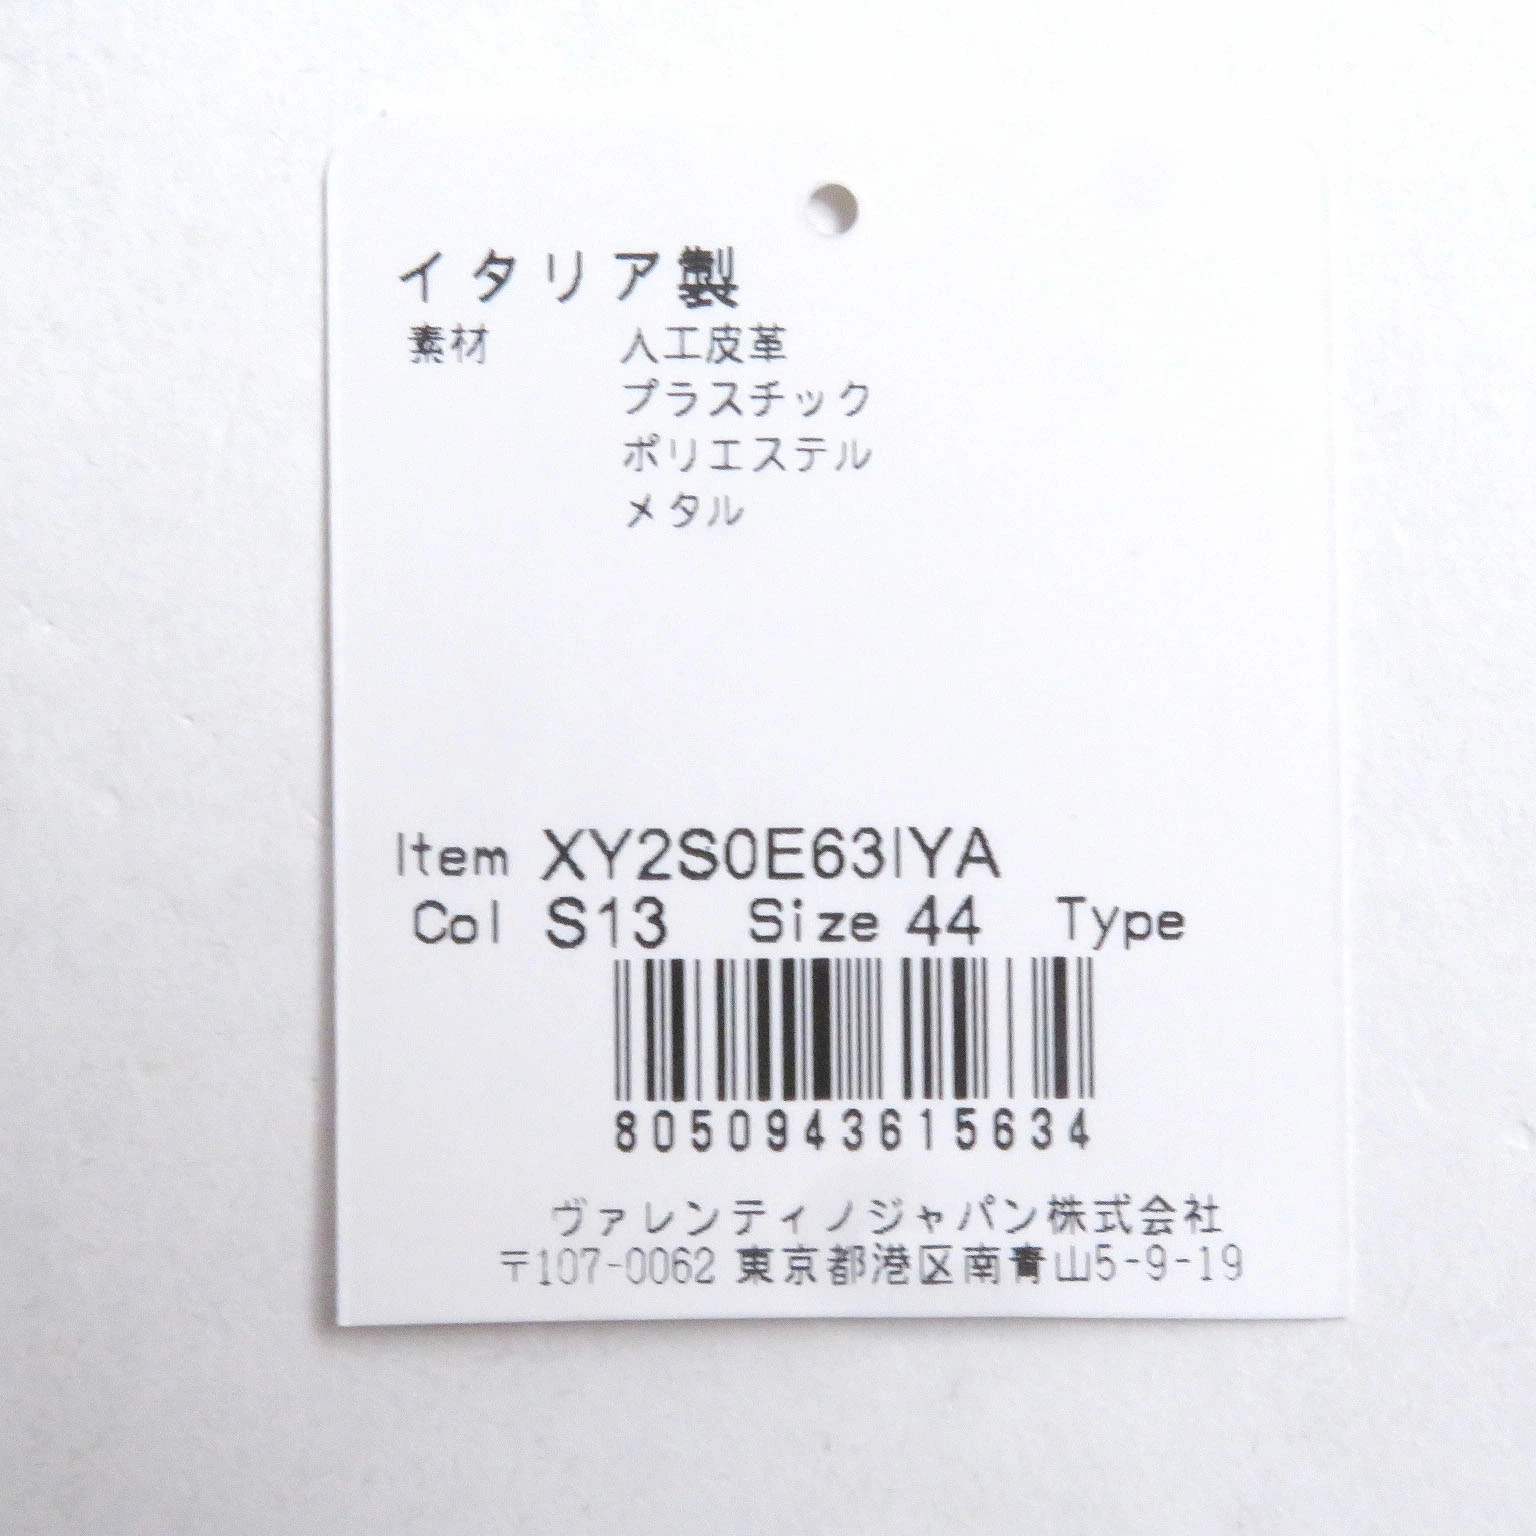 イタリア製
素材 人工皮革
プラスチック
ポリエステル
メタル
Item XY2S0E63IYA
Col S13 Size 44 Type
8050943615634
ヴァレンティノジャパン株式会社
〒107-0062 東京都港区南青山5-9-19